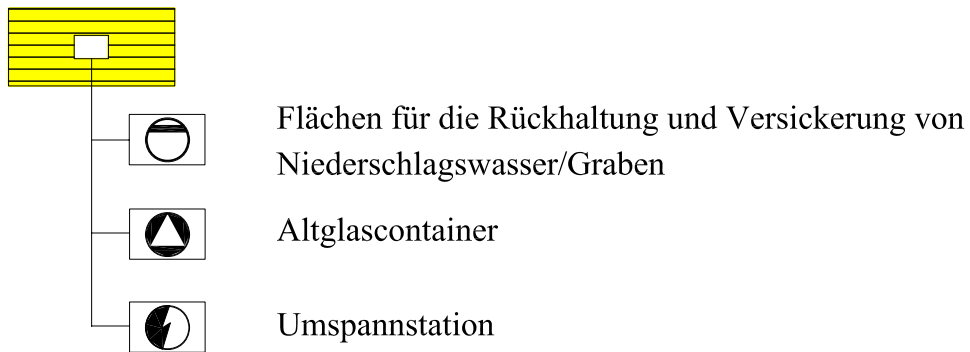 Flächen für die Rückhaltung und Versickerung von
Niederschlagswasser/Graben
Altglascontainer
Umspannstation